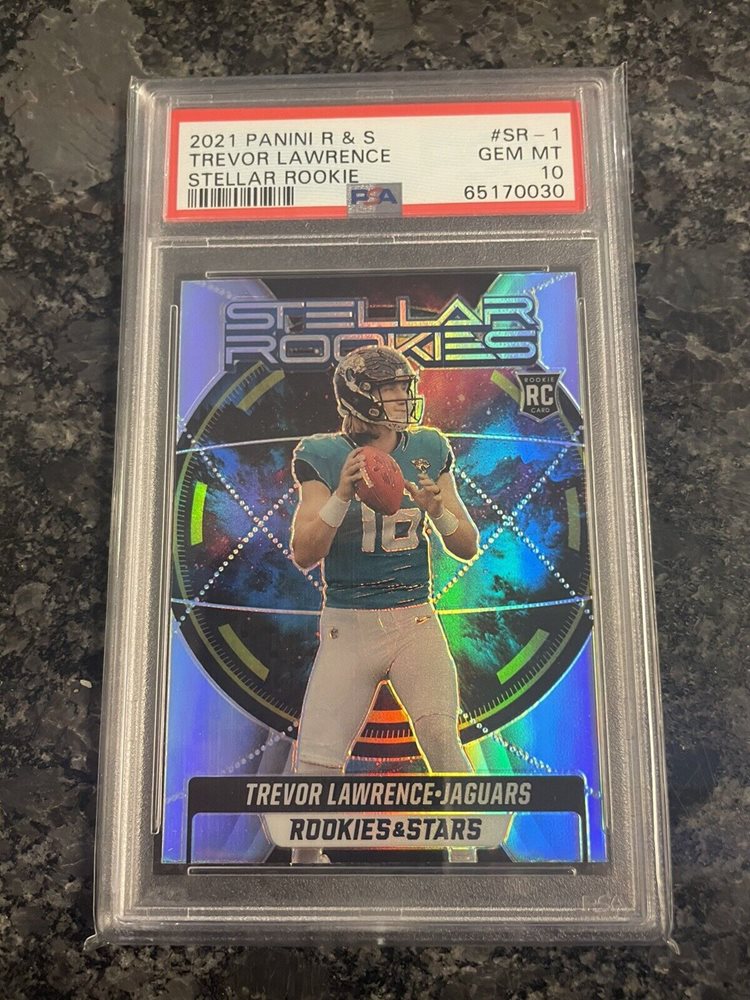 2021 PANINI R & S #SR-1
TREVOR LAWRENCE GEM MT
STELLAR ROOKIE 10
PSA 65170030
STELLAR
ROOKIES
ROOKIE
RC
CARD
16
TREVOR LAWRENCE•JAGUARS
ROOKIES&STARS